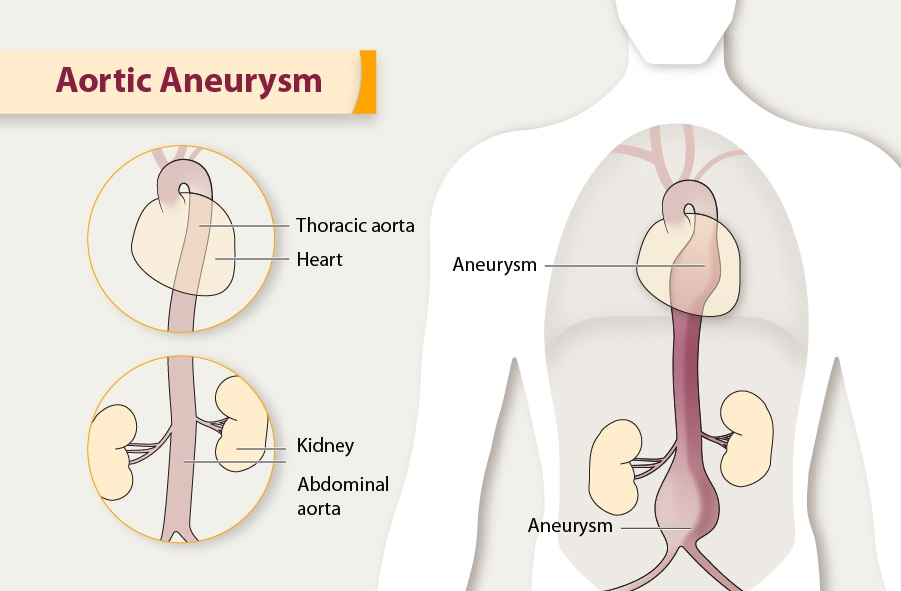 Aortic Aneurysm
Thoracic aorta
Heart
Aneurysm
Kidney
Abdominal
aorta
Aneurysm